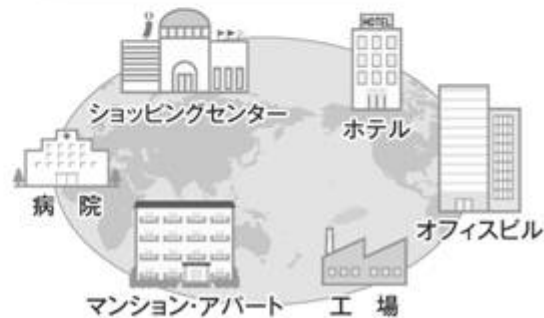 HOTEL
ショッピングセンター
ホテル
病院
オフィスビル
マンション・アパート
工場